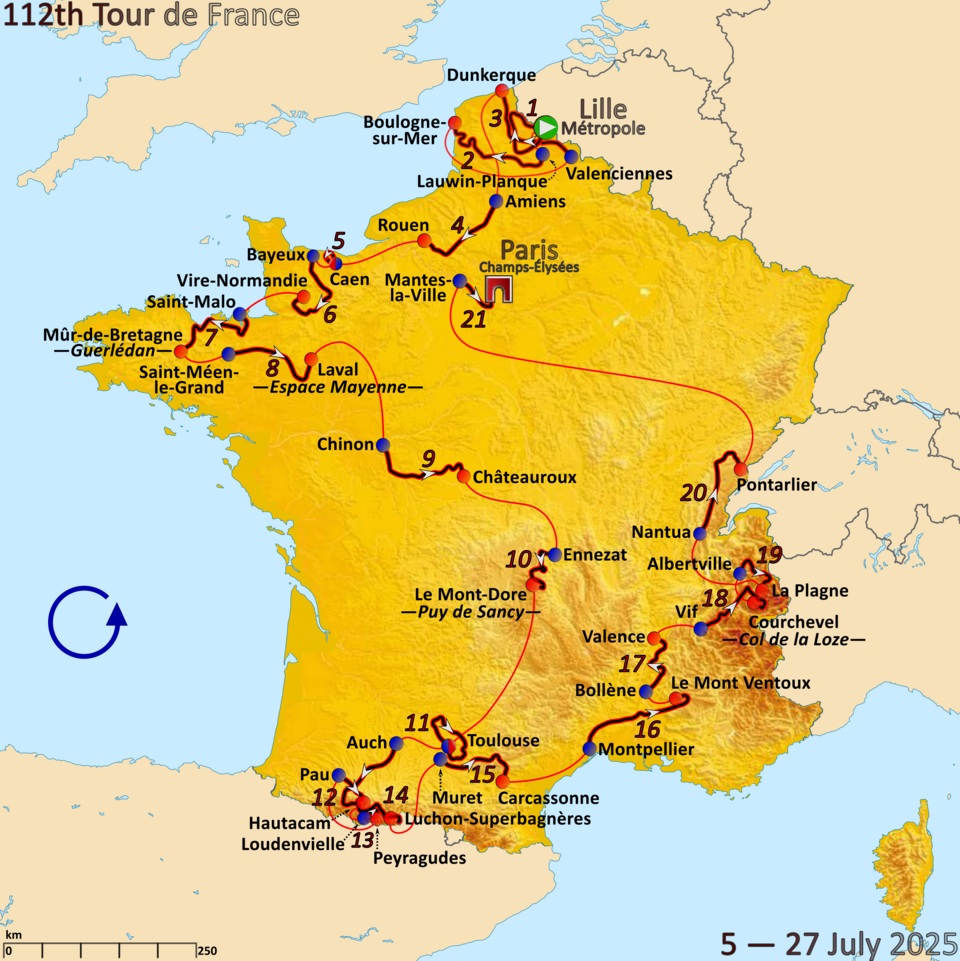 112th Tour de France
Dunkerque
Lille
Métropole
1
3
Boulogne-
sur-Mer
2
Valenciennes
Lauwin-Planque
Amiens
Rouen
4
Paris
Champs-Élysées
5
Bayeux
Caen
Mantes-
la-Ville
Vire-Normandie
Saint-Malo
6
21
7
Mûr-de-Bretagne
—Guerlédan—
8
Saint-Méen-
le-Grand
Laval
—Espace Mayenne—
Chinon
9
Châteauroux
Pontarlier
20
Nantua
10
Ennezat
19
Albertville
Le Mont-Dore
—Puy de Sancy—
La Plagne
18
Vif
Courchevel
—Col de la Loze—
Valence
17
Bollène
Le Mont Ventoux
11
16
Auch
Toulouse
Montpellier
Pau
15
12
14
Muret
Carcassonne
Hautacam
Luchon-Superbagnères
Loudenvielle
13
Peyragudes
km
0
250
5 — 27 July 2025